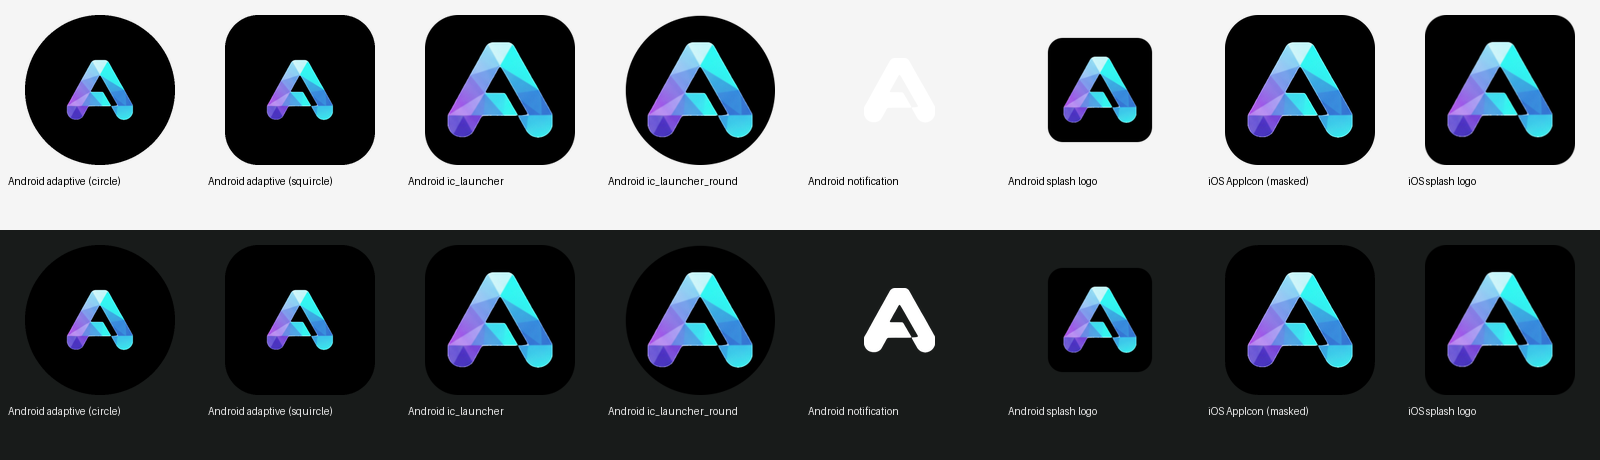 Android adaptive (circle)
Android adaptive (squircle)
Android ic_launcher
Android ic_launcher_round
Android notification
Android splash logo
iOS AppIcon (masked)
iOS splash logo
Android adaptive (circle)
Android adaptive (squircle)
Android ic_launcher
Android ic_launcher_round
Android notification
Android splash logo
iOS AppIcon (masked)
iOS splash logo